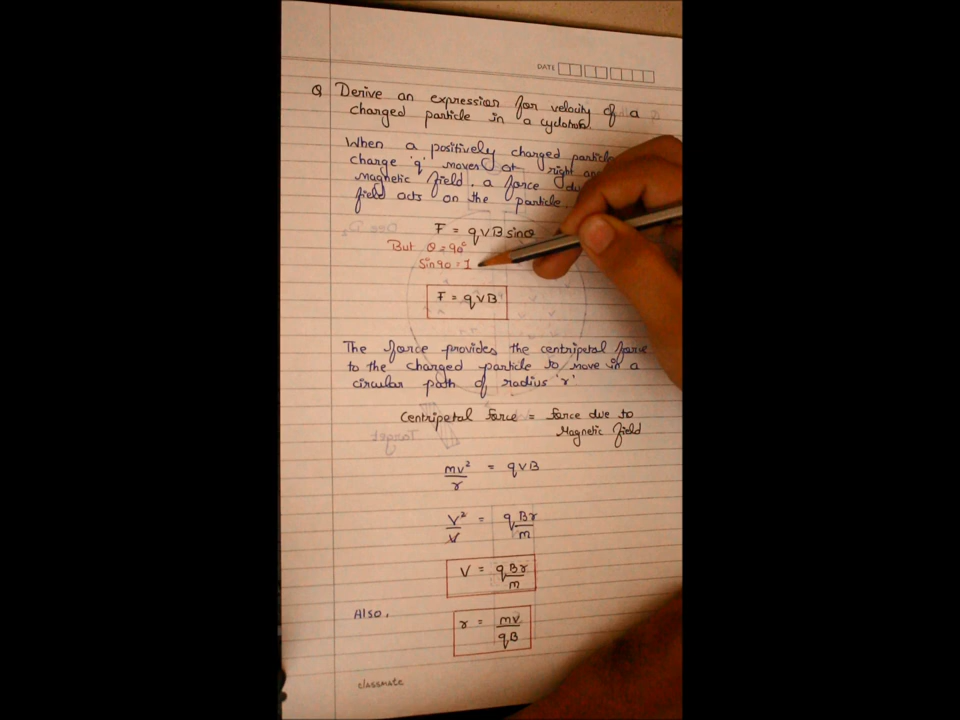 DATE
Q Derive an expression for velocity of a
charged particle in a cyclotron.
When a positively charged particle
charge 'q' moves at right
magnetic field, a force
field acts on the particle.
F = qVB sinθ
But θ = 90°
Sin90 = 1
F = qVB
The force provides the centripetal force
to the charged particle to move in a
circular path of radius 'r'
Centripetal force = force due to
Magnetic field
mv²/r = qVB
V²/V = qBr/m
V = qBr/m
Also,
r = mv/qB
classmate
Target